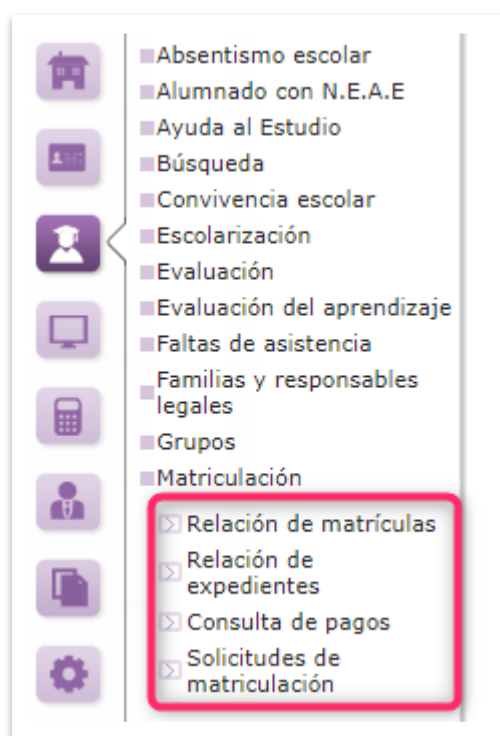 Absentismo escolar
Alumnado con N.E.A.E
Ayuda al Estudio
Búsqueda
Convivencia escolar
Escolarización
Evaluación
Evaluación del aprendizaje
Faltas de asistencia
Familias y responsables
legales
Grupos
Matriculación
Relación de matrículas
Relación de
expedientes
Consulta de pagos
Solicitudes de
matriculación